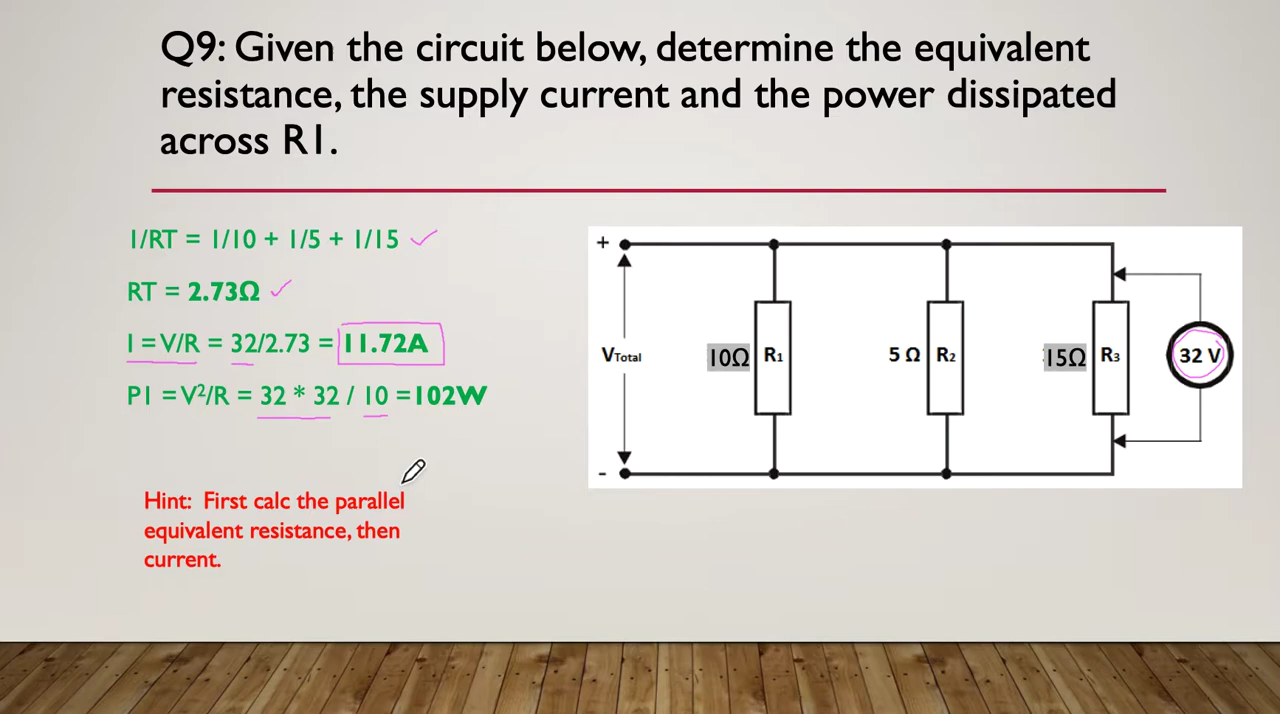 Q9: Given the circuit below, determine the equivalent
resistance, the supply current and the power dissipated
across R1.
1/RT = 1/10 + 1/5 + 1/15
RT = 2.73Ω
I = V/R = 32/2.73 = 11.72A
P1 = V²/R = 32 * 32 / 10 =102W
Hint: First calc the parallel
equivalent resistance, then
current.
+
VTotal
-
10Ω R1
5 Ω R2
15Ω R3
32 V